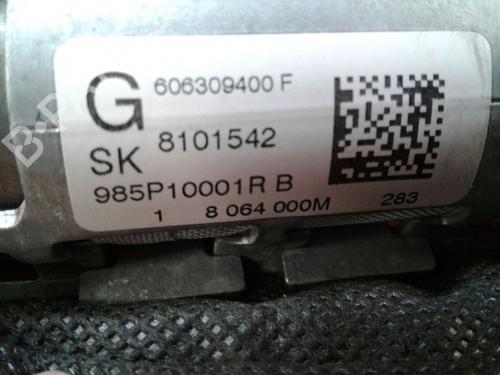 G 606309400 F
SK 8101542
985P10001R B
1 8 064 000M 283